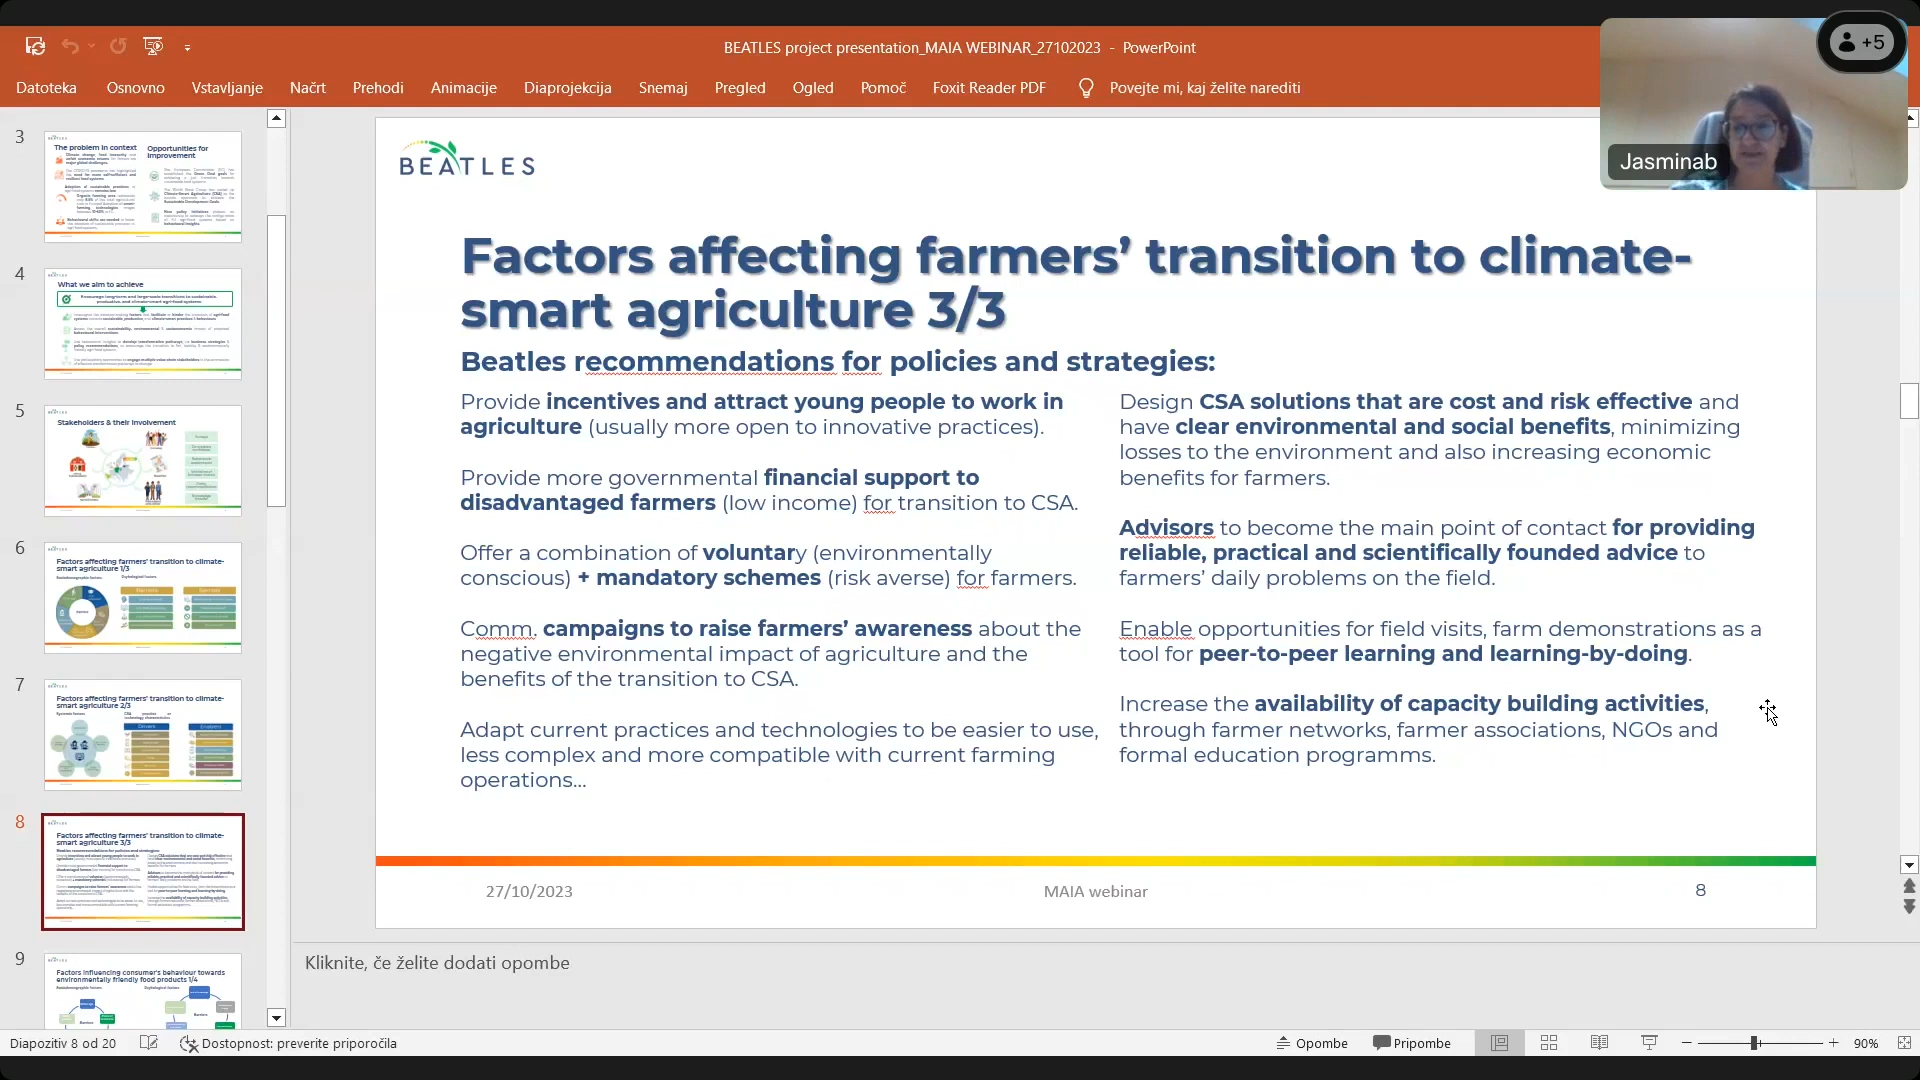 BEATLES project presentation_MAIA WEBINAR_27102023 - PowerPoint
+5
Datoteka Osnovno Vstavljanje Načrt Prehodi Animacije Diaprojekcija Snemaj Pregled Ogled Pomoč Foxit Reader PDF Povejte mi, kaj želite narediti
Jasminab
3
The problem in context
Opportunities for
Improvement
4
What we aim to achieve
5
Stakeholders & their involvement
6
Factors affecting farmers' transition to climate-
smart agriculture 1/3
7
Factors affecting farmers' transition to climate-
smart agriculture 2/3
8
Factors affecting farmers' transition to climate-
smart agriculture 3/3
9
Factors influencing consumer's behaviour towards
environmentally friendly food products 1/4
BEATLES
Factors affecting farmers’ transition to climate-
smart agriculture 3/3
Beatles recommendations for policies and strategies:
Provide incentives and attract young people to work in
agriculture (usually more open to innovative practices).
Provide more governmental financial support to
disadvantaged farmers (low income) for transition to CSA.
Offer a combination of voluntary (environmentally
conscious) + mandatory schemes (risk averse) for farmers.
Comm. campaigns to raise farmers’ awareness about the
negative environmental impact of agriculture and the
benefits of the transition to CSA.
Adapt current practices and technologies to be easier to use,
less complex and more compatible with current farming
operations...
Design CSA solutions that are cost and risk effective and
have clear environmental and social benefits, minimizing
losses to the environment and also increasing economic
benefits for farmers.
Advisors to become the main point of contact for providing
reliable, practical and scientifically founded advice to
farmers’ daily problems on the field.
Enable opportunities for field visits, farm demonstrations as a
tool for peer-to-peer learning and learning-by-doing.
Increase the availability of capacity building activities,
through farmer networks, farmer associations, NGOs and
formal education programms.
27/10/2023
MAIA webinar
8
Kliknite, če želite dodati opombe
Diapozitiv 8 od 20 Dostopnost: preverite priporočila Opombe Pripombe 90%